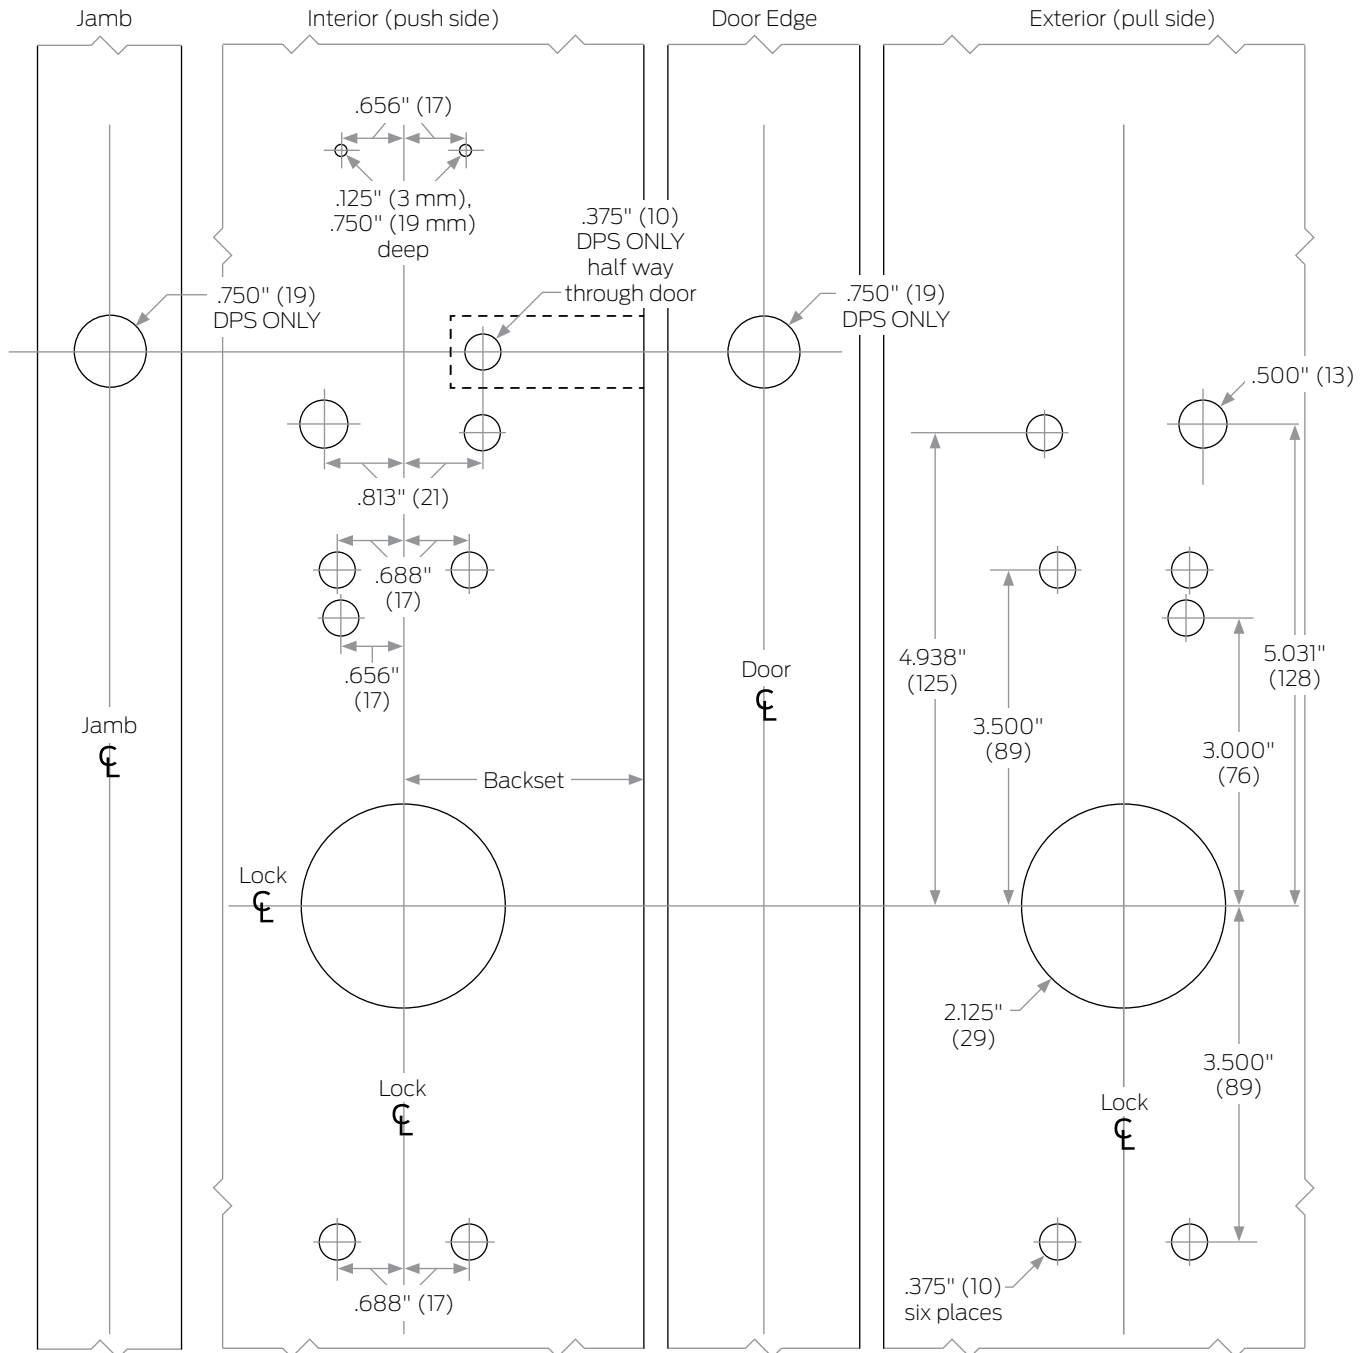 Jamb
Interior (push side)
Door Edge
Exterior (pull side)
.656" (17)
.125" (3 mm),
.750" (19 mm)
deep
.375" (10)
DPS ONLY
half way
through door
.750" (19)
DPS ONLY
.750" (19)
DPS ONLY
.500" (13)
.813" (21)
.688"
(17)
.656"
(17)
4.938"
(125)
5.031"
(128)
Door
℄
3.500"
(89)
3.000"
(76)
Jamb
℄
Backset
Lock
℄
2.125"
(29)
3.500"
(89)
Lock
℄
Lock
℄
.688" (17)
.375" (10)
six places